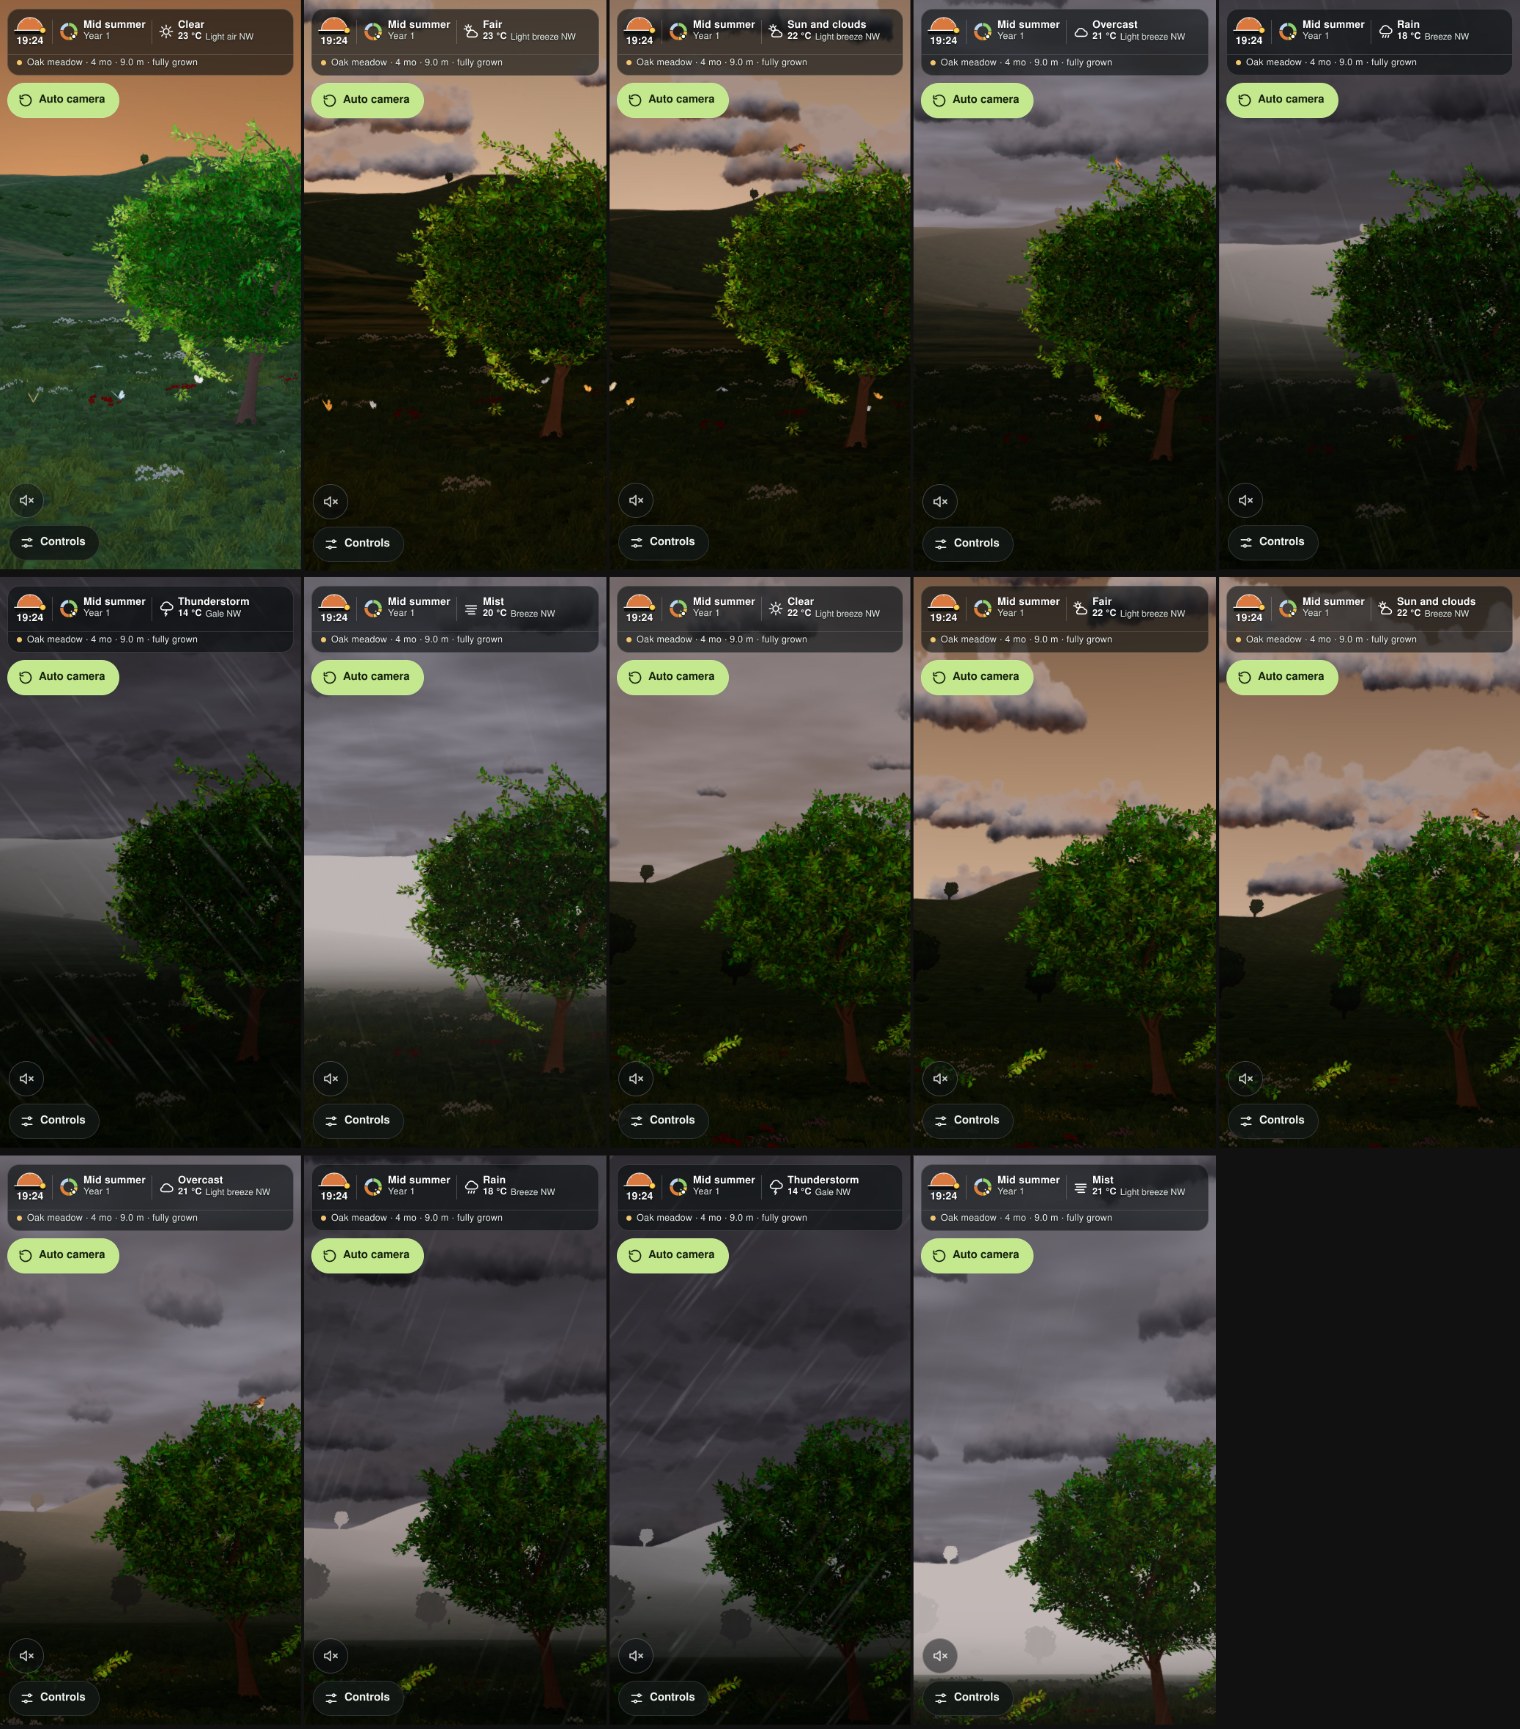 19:24 Mid summer Year 1 Clear 23 °C Light air NW
Oak meadow · 4 mo · 9.0 m · fully grown
Auto camera
Controls
19:24 Mid summer Year 1 Fair 23 °C Light breeze NW
Oak meadow · 4 mo · 9.0 m · fully grown
Auto camera
Controls
19:24 Mid summer Year 1 Sun and clouds 22 °C Light breeze NW
Oak meadow · 4 mo · 9.0 m · fully grown
Auto camera
Controls
19:24 Mid summer Year 1 Overcast 21 °C Light breeze NW
Oak meadow · 4 mo · 9.0 m · fully grown
Auto camera
Controls
19:24 Mid summer Year 1 Rain 18 °C Breeze NW
Oak meadow · 4 mo · 9.0 m · fully grown
Auto camera
Controls
19:24 Mid summer Year 1 Thunderstorm 14 °C Gale NW
Oak meadow · 4 mo · 9.0 m · fully grown
Auto camera
Controls
19:24 Mid summer Year 1 Mist 20 °C Breeze NW
Oak meadow · 4 mo · 9.0 m · fully grown
Auto camera
Controls
19:24 Mid summer Year 1 Clear 22 °C Light breeze NW
Oak meadow · 4 mo · 9.0 m · fully grown
Auto camera
Controls
19:24 Mid summer Year 1 Fair 22 °C Light breeze NW
Oak meadow · 4 mo · 9.0 m · fully grown
Auto camera
Controls
19:24 Mid summer Year 1 Sun and clouds 22 °C Breeze NW
Oak meadow · 4 mo · 9.0 m · fully grown
Auto camera
Controls
19:24 Mid summer Year 1 Overcast 21 °C Light breeze NW
Oak meadow · 4 mo · 9.0 m · fully grown
Auto camera
Controls
19:24 Mid summer Year 1 Rain 18 °C Breeze NW
Oak meadow · 4 mo · 9.0 m · fully grown
Auto camera
Controls
19:24 Mid summer Year 1 Thunderstorm 14 °C Gale NW
Oak meadow · 4 mo · 9.0 m · fully grown
Auto camera
Controls
19:24 Mid summer Year 1 Mist 21 °C Light breeze NW
Oak meadow · 4 mo · 9.0 m · fully grown
Auto camera
Controls